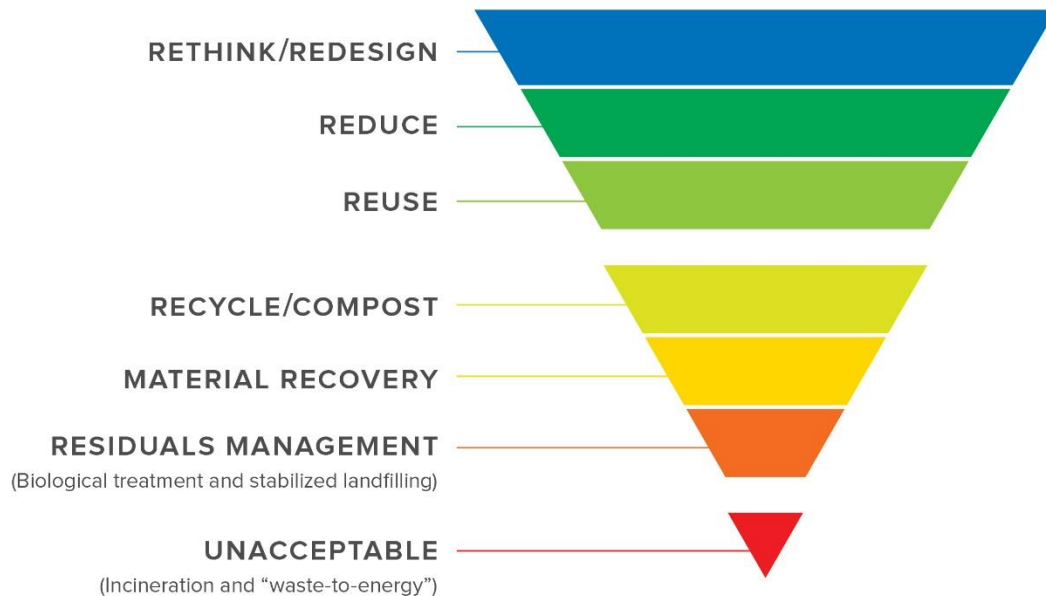 RETHINK/REDESIGN
REDUCE
REUSE
RECYCLE/COMPOST
MATERIAL RECOVERY
RESIDUALS MANAGEMENT
(Biological treatment and stabilized landfilling)
UNACCEPTABLE
(Incineration and “waste-to-energy”)